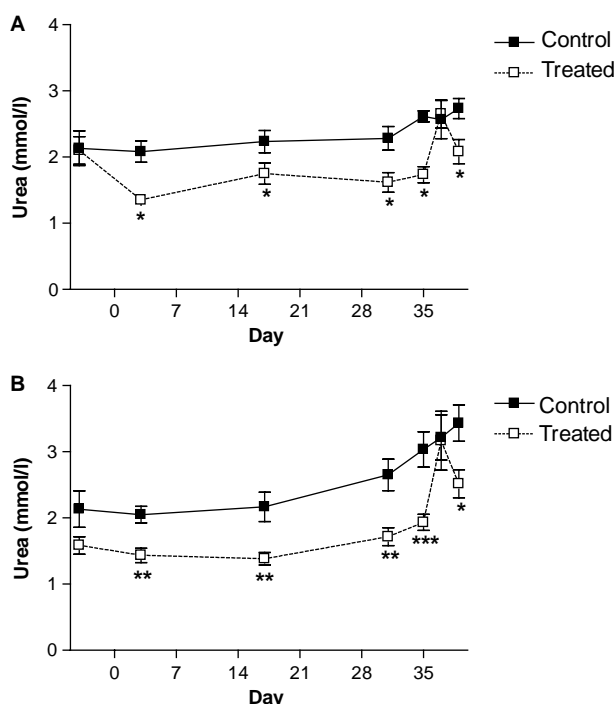 A
Control
Treated
Urea (mmol/l)
4
3
2
1
0
* * * * *
0 7 14 21 28 35
Day
B
Control
Treated
Urea (mmol/l)
4
3
2
1
0
** ** ** *** *
0 7 14 21 28 35
Day